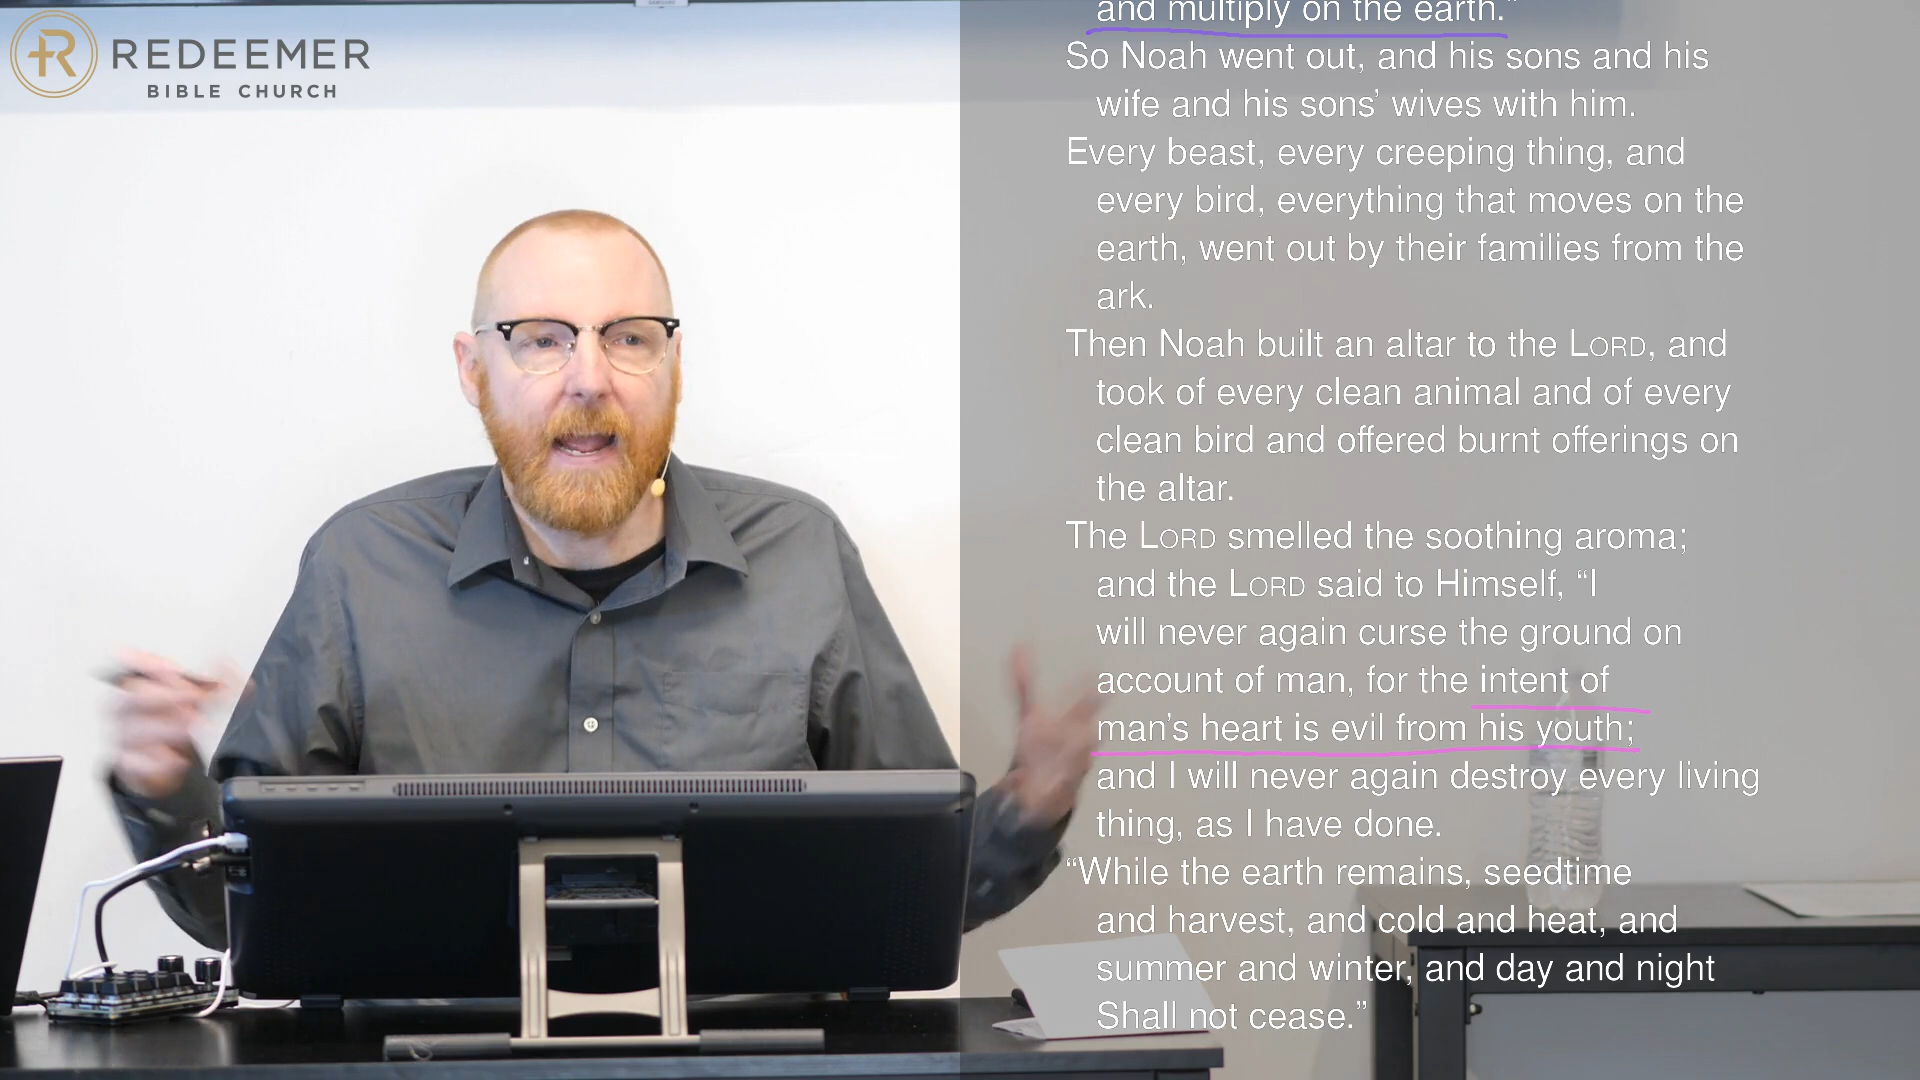 REDEEMER
BIBLE CHURCH
and multiply on the earth.”
So Noah went out, and his sons and his
wife and his sons’ wives with him.
Every beast, every creeping thing, and
every bird, everything that moves on the
earth, went out by their families from the
ark.
Then Noah built an altar to the LORD, and
took of every clean animal and of every
clean bird and offered burnt offerings on
the altar.
The LORD smelled the soothing aroma;
and the LORD said to Himself, “I
will never again curse the ground on
account of man, for the intent of
man’s heart is evil from his youth;
and I will never again destroy every living
thing, as I have done.
“While the earth remains, seedtime
and harvest, and cold and heat, and
summer and winter, and day and night
Shall not cease.”